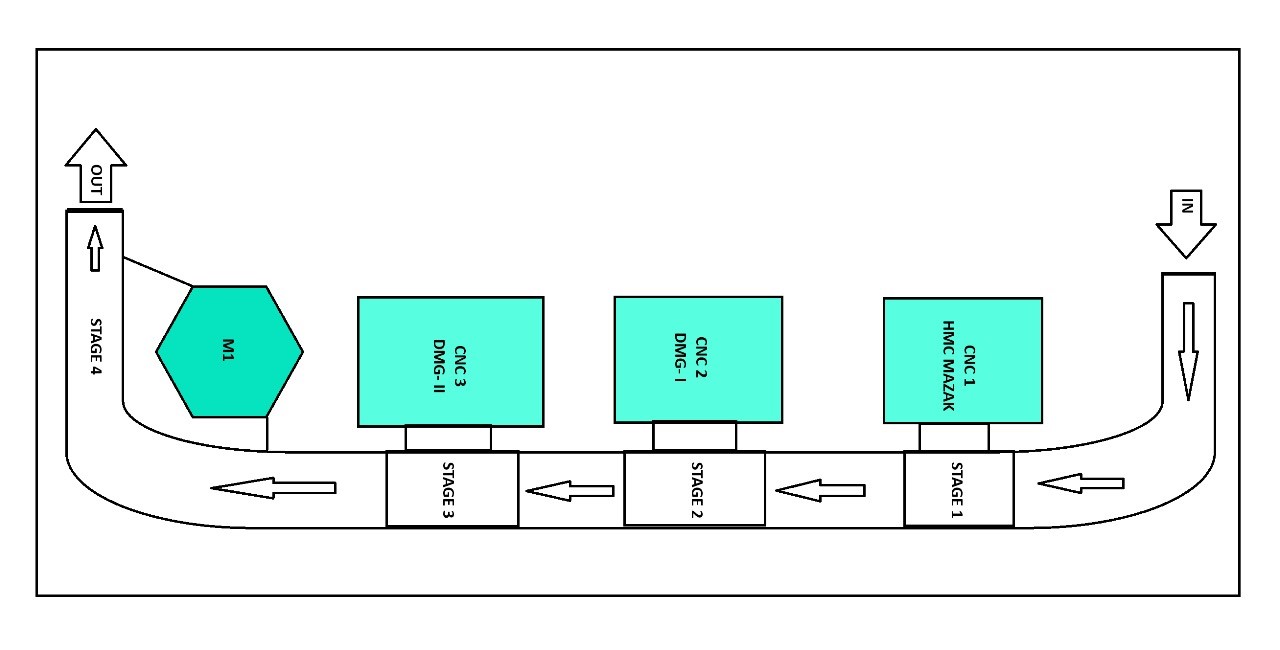 OUT
IN
STAGE 4
M1
CNC 3
DMG- II
CNC 2
DMG- I
CNC 1
HMC MAZAK
STAGE 3
STAGE 2
STAGE 1